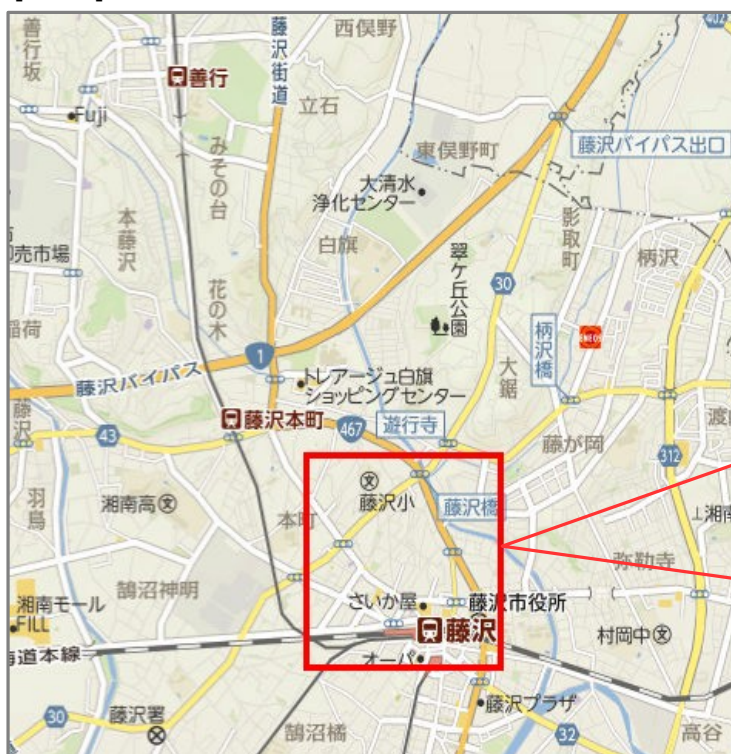 善行坂
善行
Fuji
藤沢街道
西俣野
立石
402
藤沢バイパス出口
東俣野町
大清水
浄化センター
みその台
本藤沢
売市場
白旗
影取町
柄沢
翠ケ丘公園
30
花の木
稲荷
1
藤沢バイパス
柄沢橋
ENEOS
大鋸
トレアージュ白旗
ショッピングセンター
藤沢
藤沢本町
467
遊行寺
43
藤が岡
312
羽鳥
湘南高
文
本町
文
藤沢小
藤沢橋
弥勒寺
鵠沼神明
湘南モール
FILL
さいか屋
藤沢市役所
藤沢
村岡中
文
道本線
オーパ
30
藤沢署
鵠沼橘
藤沢プラザ
32
高谷